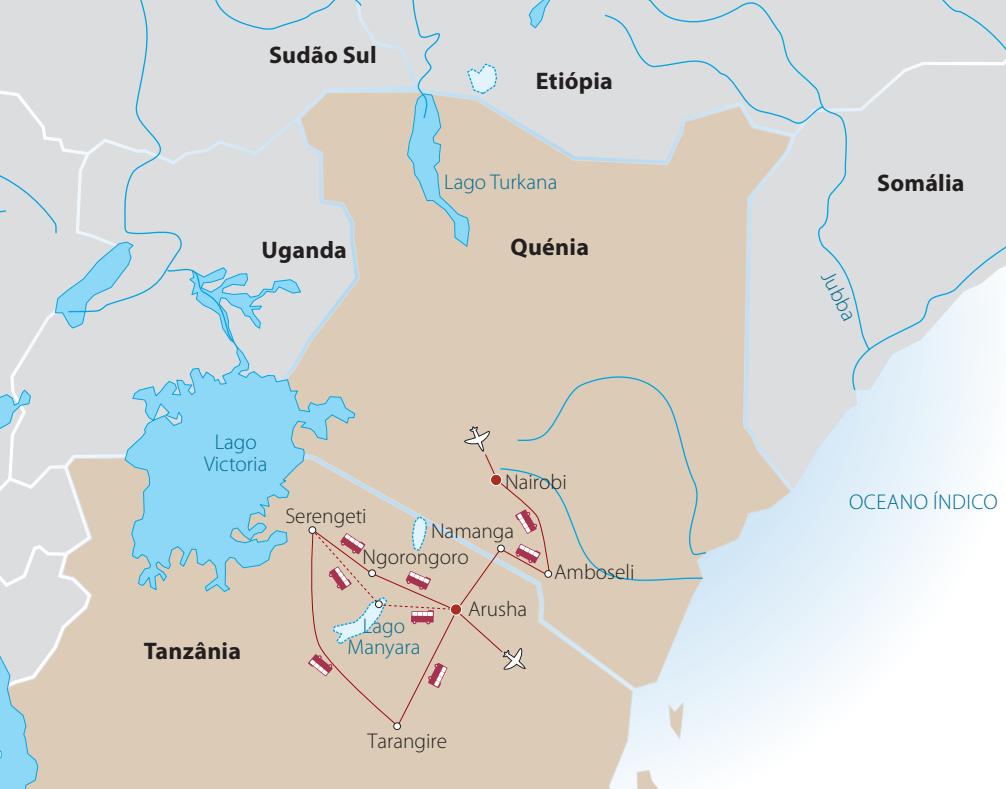 Sudão Sul
Etiópia
Lago Turkana
Somália
Uganda
Quénia
Jubba
Lago
Victoria
Nairobi
OCEANO ÍNDICO
Serengeti
Namanga
Ngorongoro
Amboseli
Arusha
Lago
Manyara
Tanzânia
Tarangire